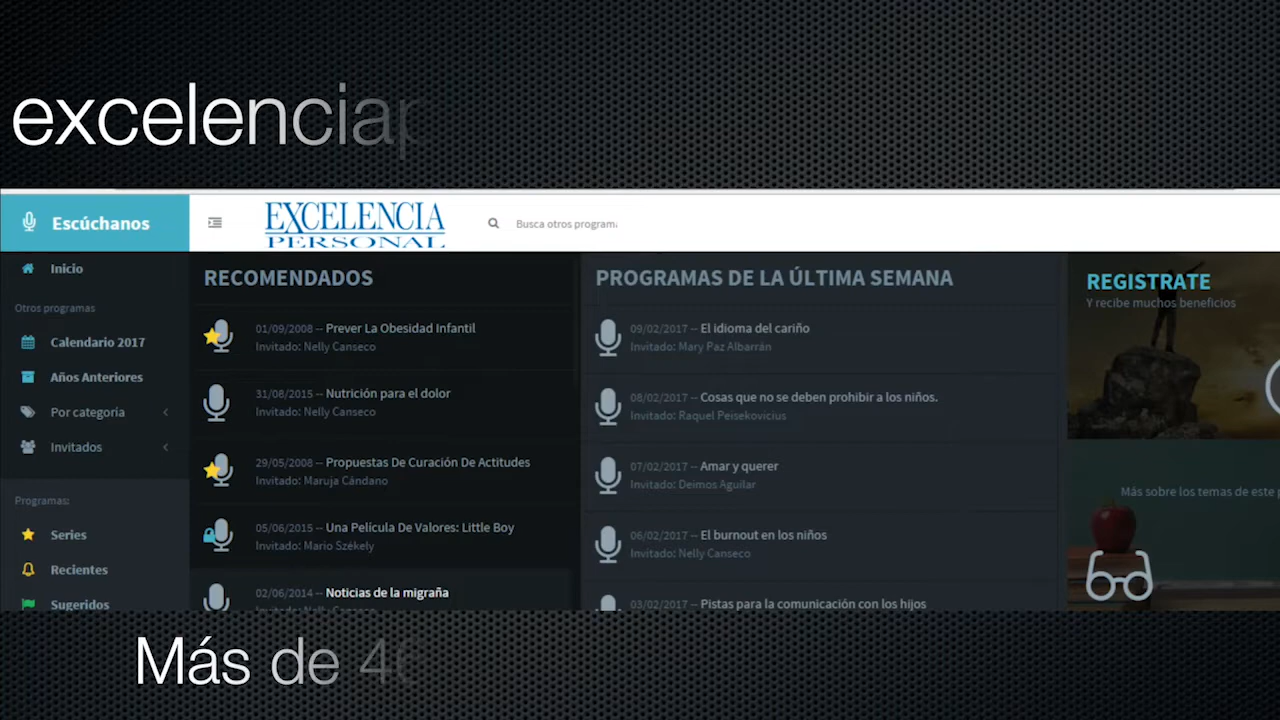 excelenciap
Escúchanos
EXCELENCIA
PERSONAL
Busca otros programa
Inicio
Otros programas
Calendario 2017
Años Anteriores
Por categoría
Invitados
Programas:
Series
Recientes
Sugeridos
RECOMENDADOS
01/09/2008 -- Prever La Obesidad Infantil
Invitado: Nelly Canseco
31/08/2015 -- Nutrición para el dolor
Invitado: Nelly Canseco
29/05/2008 -- Propuestas De Curación De Actitudes
Invitado: Maruja Cándano
05/06/2015 -- Una Película De Valores: Little Boy
Invitado: Mario Székely
02/06/2014 -- Noticias de la migraña
Invitado: Nelly Canseco
PROGRAMAS DE LA ÚLTIMA SEMANA
09/02/2017 -- El idioma del cariño
Invitado: Mary Paz Albarrán
08/02/2017 -- Cosas que no se deben prohibir a los niños.
Invitado: Raquel Peisekovicius
07/02/2017 -- Amar y querer
Invitado: Deimos Aguilar
06/02/2017 -- El burnout en los niños
Invitado: Nelly Canseco
03/02/2017 -- Pistas para la comunicación con los hijos
REGISTRATE
Y recibe muchos beneficios
Más sobre los temas de este
Más de 46